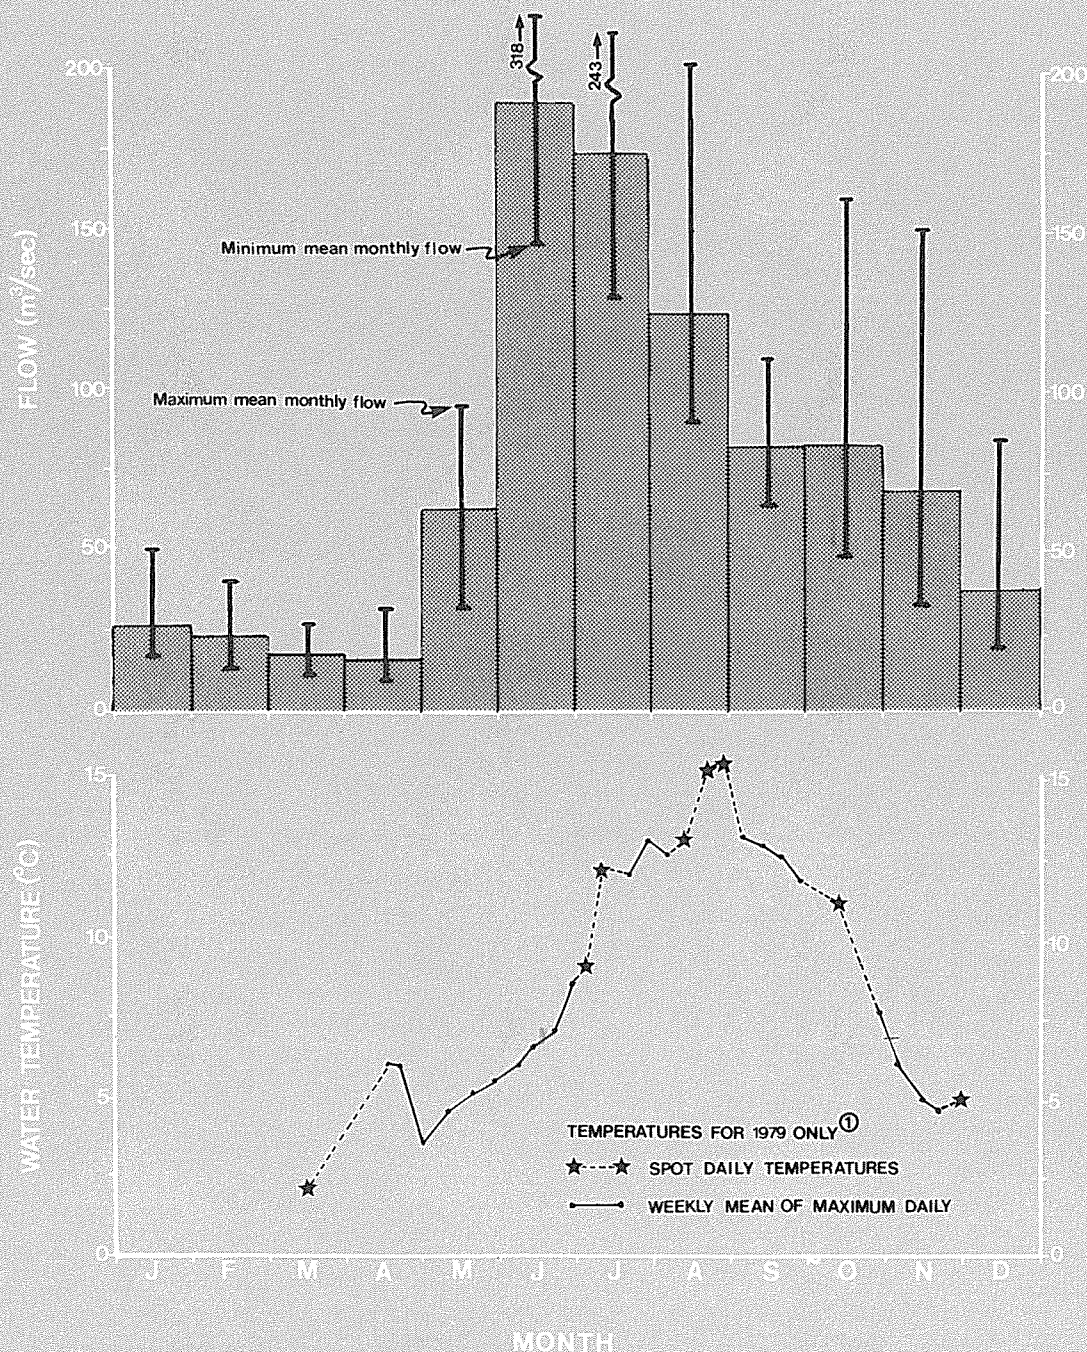 318
243
200
200
150
150
100
100
50
50
0
0
FLOW (m³/sec)
Minimum mean monthly flow
Maximum mean monthly flow
15
15
10
10
5
5
0
0
WATER TEMPERATURE (°C)
TEMPERATURES FOR 1979 ONLY ①
SPOT DAILY TEMPERATURES
WEEKLY MEAN OF MAXIMUM DAILY
J F M A M J J A S O N D
MONTH